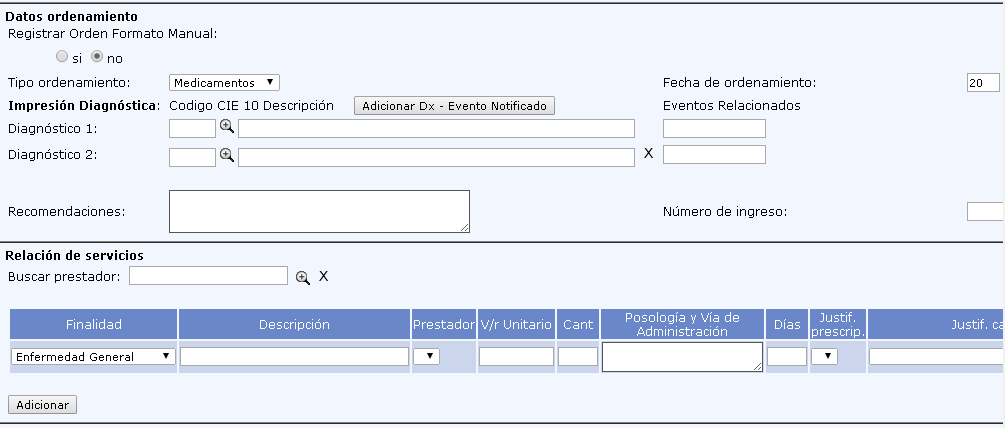 Datos ordenamiento
Registrar Orden Formato Manual:
si no
Tipo ordenamiento: Medicamentos Fecha de ordenamiento: 20
Impresión Diagnóstica: Codigo CIE 10 Descripción Adicionar Dx - Evento Notificado Eventos Relacionados
Diagnóstico 1:
Diagnóstico 2: X
Recomendaciones: Número de ingreso:
Relación de servicios
Buscar prestador: X
Finalidad Descripción Prestador V/r Unitario Cant Posología y Vía de Administración Días Justif. prescrip. Justif. ca
Enfermedad General
Adicionar